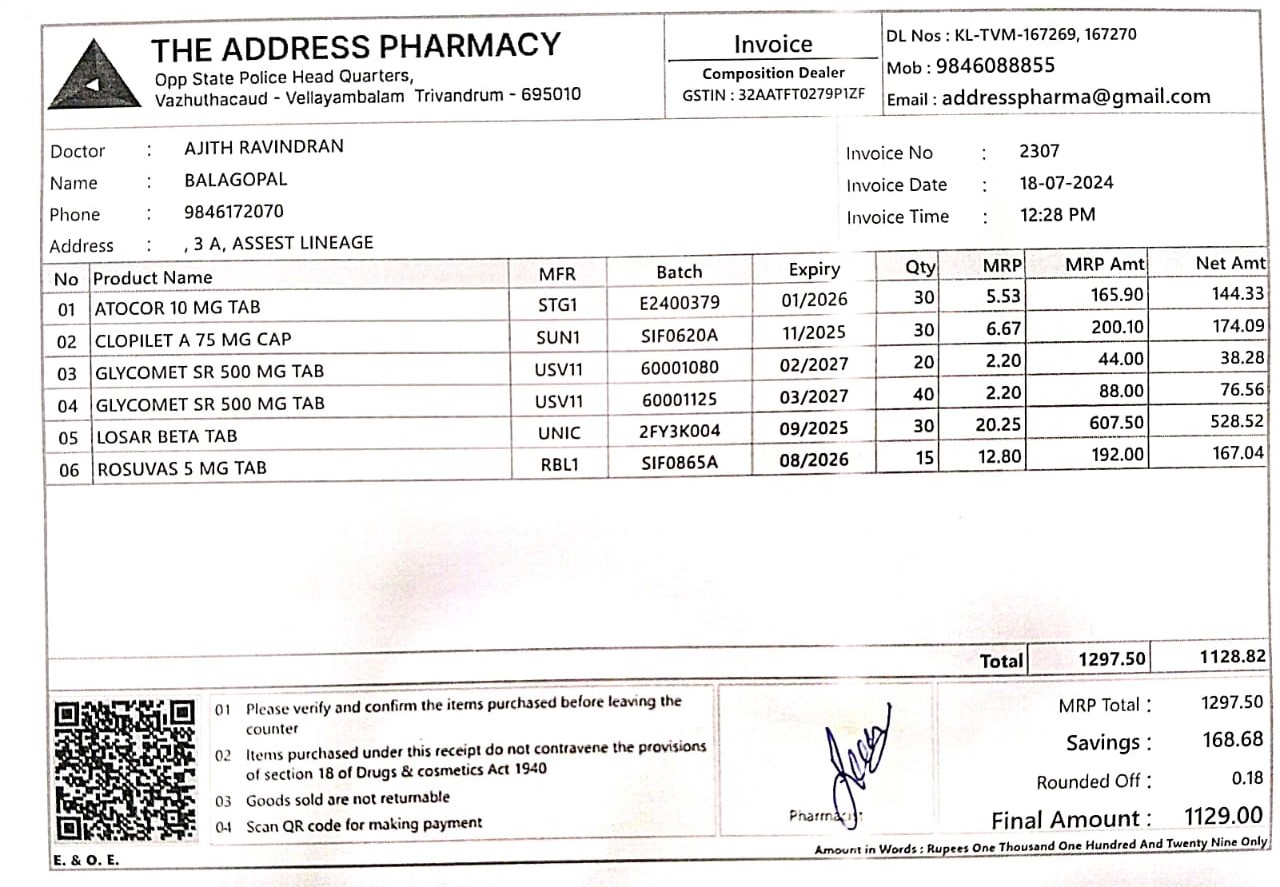 THE ADDRESS PHARMACY
Opp State Police Head Quarters,
Vazhuthacaud - Vellayambalam Trivandrum - 695010
Invoice
Composition Dealer
GSTIN : 32AATFT0279P1ZF
DL Nos : KL-TVM-167269, 167270
Mob : 9846088855
Email : addresspharma@gmail.com
Doctor : AJITH RAVINDRAN
Name : BALAGOPAL
Phone : 9846172070
Address : , 3 A, ASSEST LINEAGE
Invoice No : 2307
Invoice Date : 18-07-2024
Invoice Time : 12:28 PM
No Product Name MFR Batch Expiry Qty MRP MRP Amt Net Amt
01 ATOCOR 10 MG TAB STG1 E2400379 01/2026 30 5.53 165.90 144.33
02 CLOPILET A 75 MG CAP SUN1 SIF0620A 11/2025 30 6.67 200.10 174.09
03 GLYCOMET SR 500 MG TAB USV11 60001080 02/2027 20 2.20 44.00 38.28
04 GLYCOMET SR 500 MG TAB USV11 60001125 03/2027 40 2.20 88.00 76.56
05 LOSAR BETA TAB UNIC 2FY3K004 09/2025 30 20.25 607.50 528.52
06 ROSUVAS 5 MG TAB RBL1 SIF0865A 08/2026 15 12.80 192.00 167.04
Total 1297.50 1128.82
01 Please verify and confirm the items purchased before leaving the
counter
02 Items purchased under this receipt do not contravene the provisions
of section 18 of Drugs & cosmetics Act 1940
03 Goods sold are not returnable
04 Scan QR code for making payment
E. & O. E.
Pharmacist
MRP Total : 1297.50
Savings : 168.68
Rounded Off : 0.18
Final Amount : 1129.00
Amount in Words : Rupees One Thousand One Hundred And Twenty Nine Only